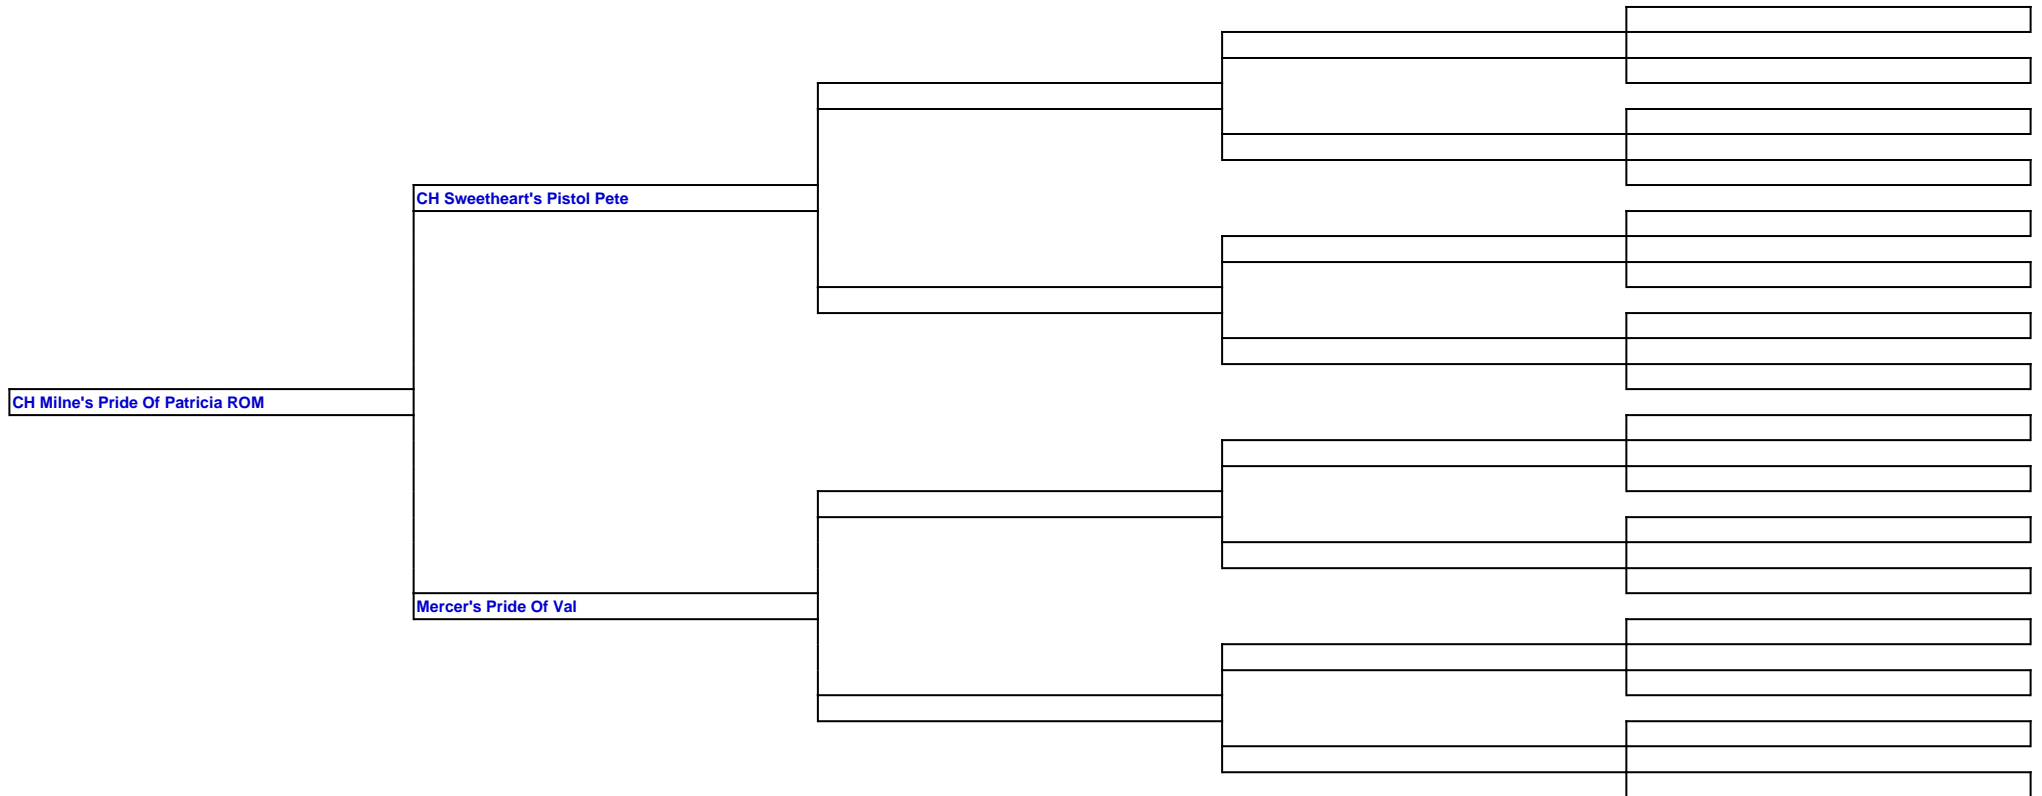 CH Sweetheart's Pistol Pete
CH Milne's Pride Of Patricia ROM
Mercer's Pride Of Val